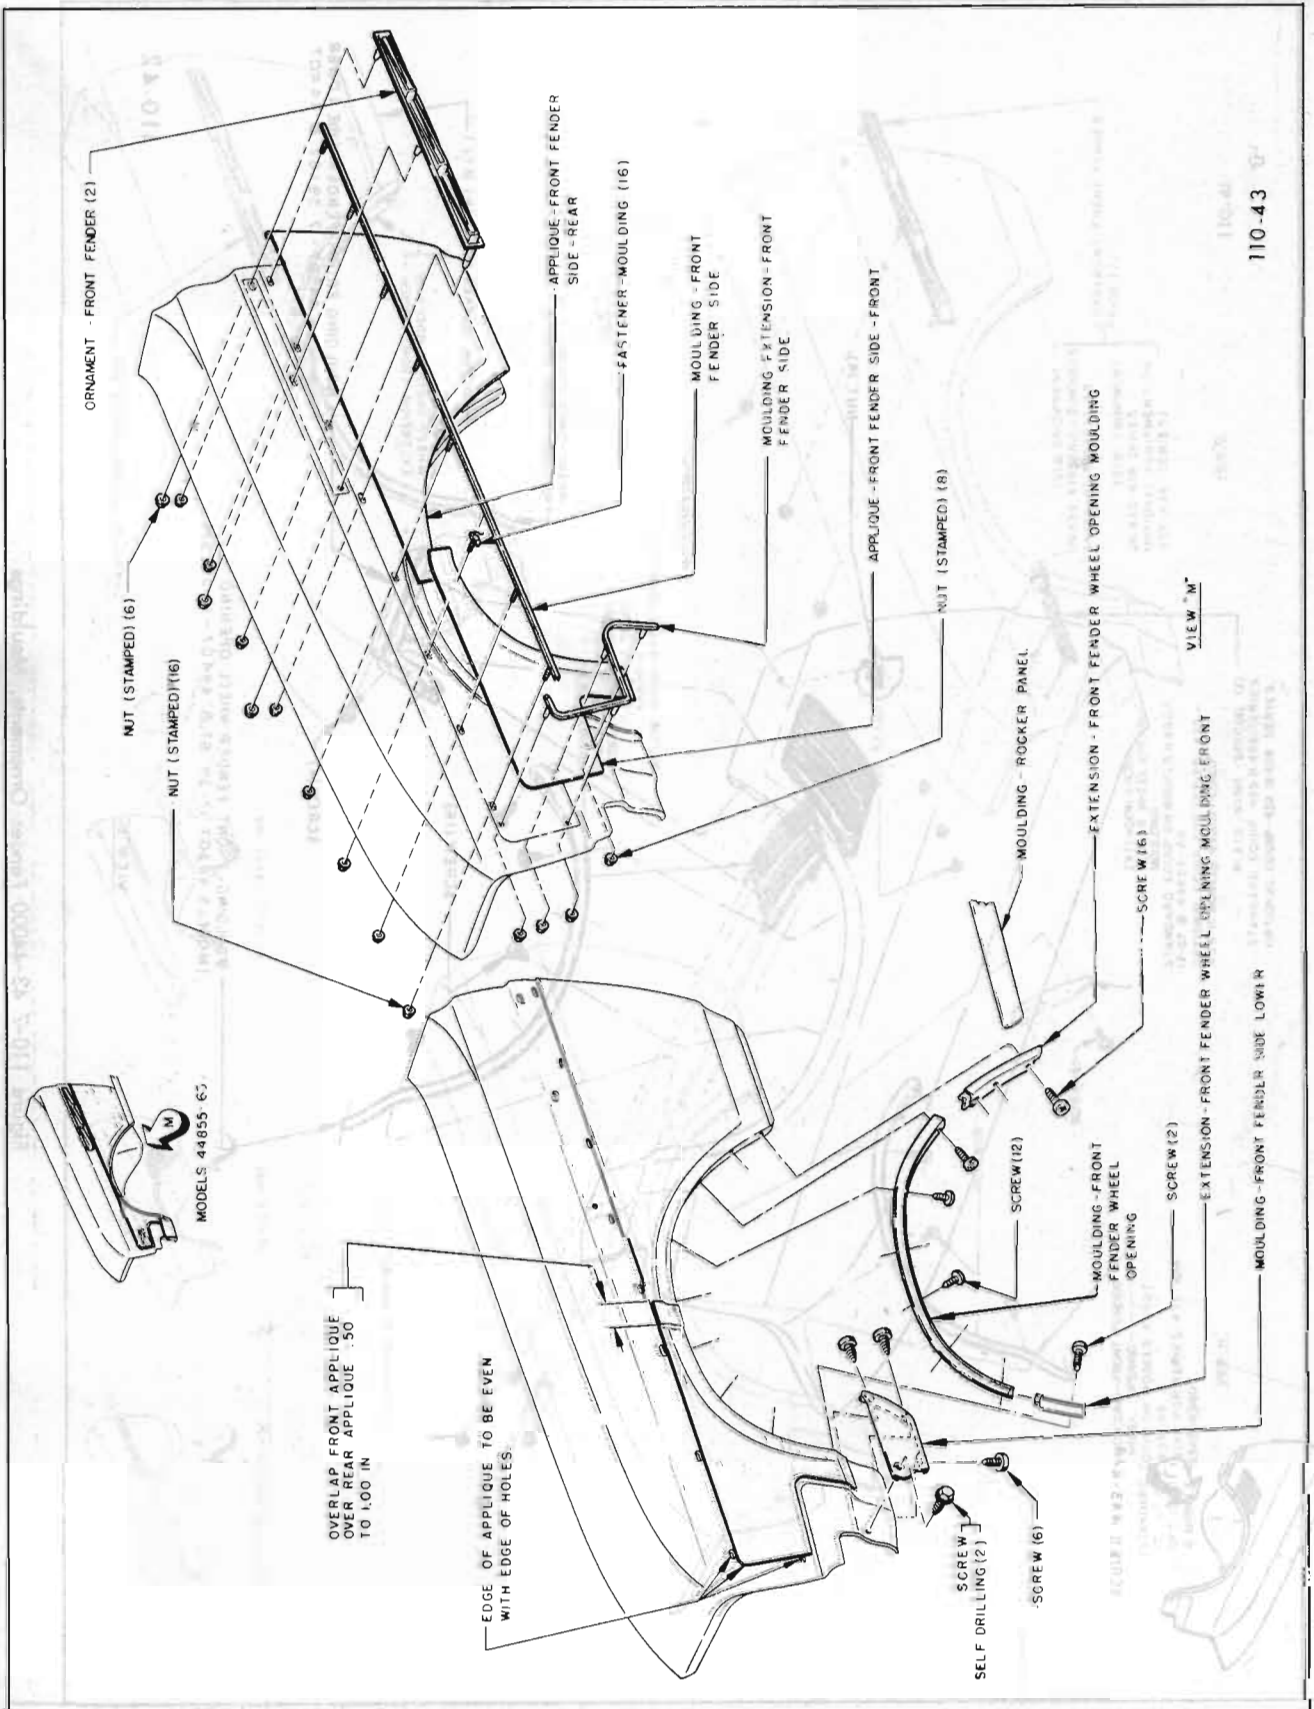 MODELS 44855-65
NUT (STAMPED) (16)
NUT (STAMPED) (6)
ORNAMENT - FRONT FENDER (2)
APPLIQUE - FRONT FENDER
SIDE - REAR
FASTENER - MOULDING (16)
MOULDING - FRONT
FENDER SIDE
MOULDING EXTENSION - FRONT
FENDER SIDE
APPLIQUE - FRONT FENDER SIDE - FRONT
NUT (STAMPED) (8)
OVERLAP FRONT APPLIQUE
OVER REAR APPLIQUE .50
TO 1.00 IN
EDGE OF APPLIQUE TO BE EVEN
WITH EDGE OF HOLES
MOULDING - ROCKER PANEL
EXTENSION - FRONT FENDER WHEEL OPENING MOULDING
SCREW (6)
SCREW (12)
MOULDING - FRONT
FENDER WHEEL
OPENING
SCREW (2)
EXTENSION - FRONT FENDER WHEEL OPENING MOULDING FRONT
MOULDING - FRONT FENDER SIDE LOWER
SCREW
SELF DRILLING (2)
SCREW (6)
VIEW "M"
M
110-43